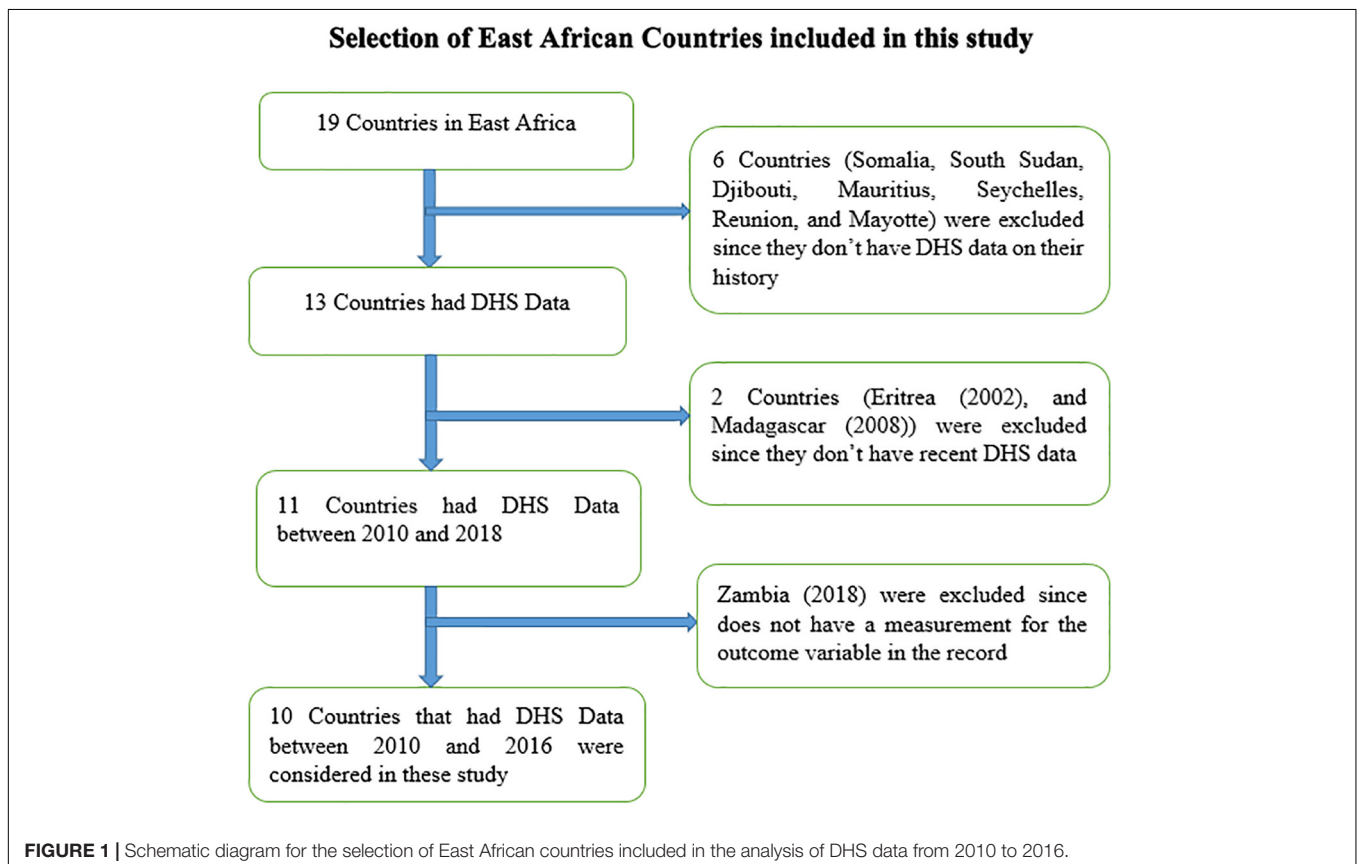 Selection of East African Countries included in this study
19 Countries in East Africa
6 Countries (Somalia, South Sudan,
Djibouti, Mauritius, Seychelles,
Reunion, and Mayotte) were excluded
since they don’t have DHS data on their
history
13 Countries had DHS Data
2 Countries (Eritrea (2002), and
Madagascar (2008)) were excluded
since they don’t have recent DHS data
11 Countries had DHS Data
between 2010 and 2018
Zambia (2018) were excluded since
does not have a measurement for the
outcome variable in the record
10 Countries that had DHS Data
between 2010 and 2016 were
considered in these study
FIGURE 1 | Schematic diagram for the selection of East African countries included in the analysis of DHS data from 2010 to 2016.